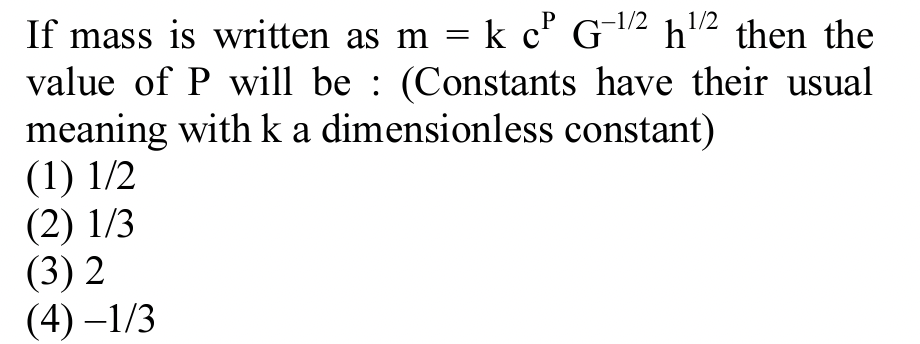 If mass is written as m = k c^P G^{–1/2} h^{1/2} then the
value of P will be : (Constants have their usual
meaning with k a dimensionless constant)
(1) 1/2
(2) 1/3
(3) 2
(4) –1/3